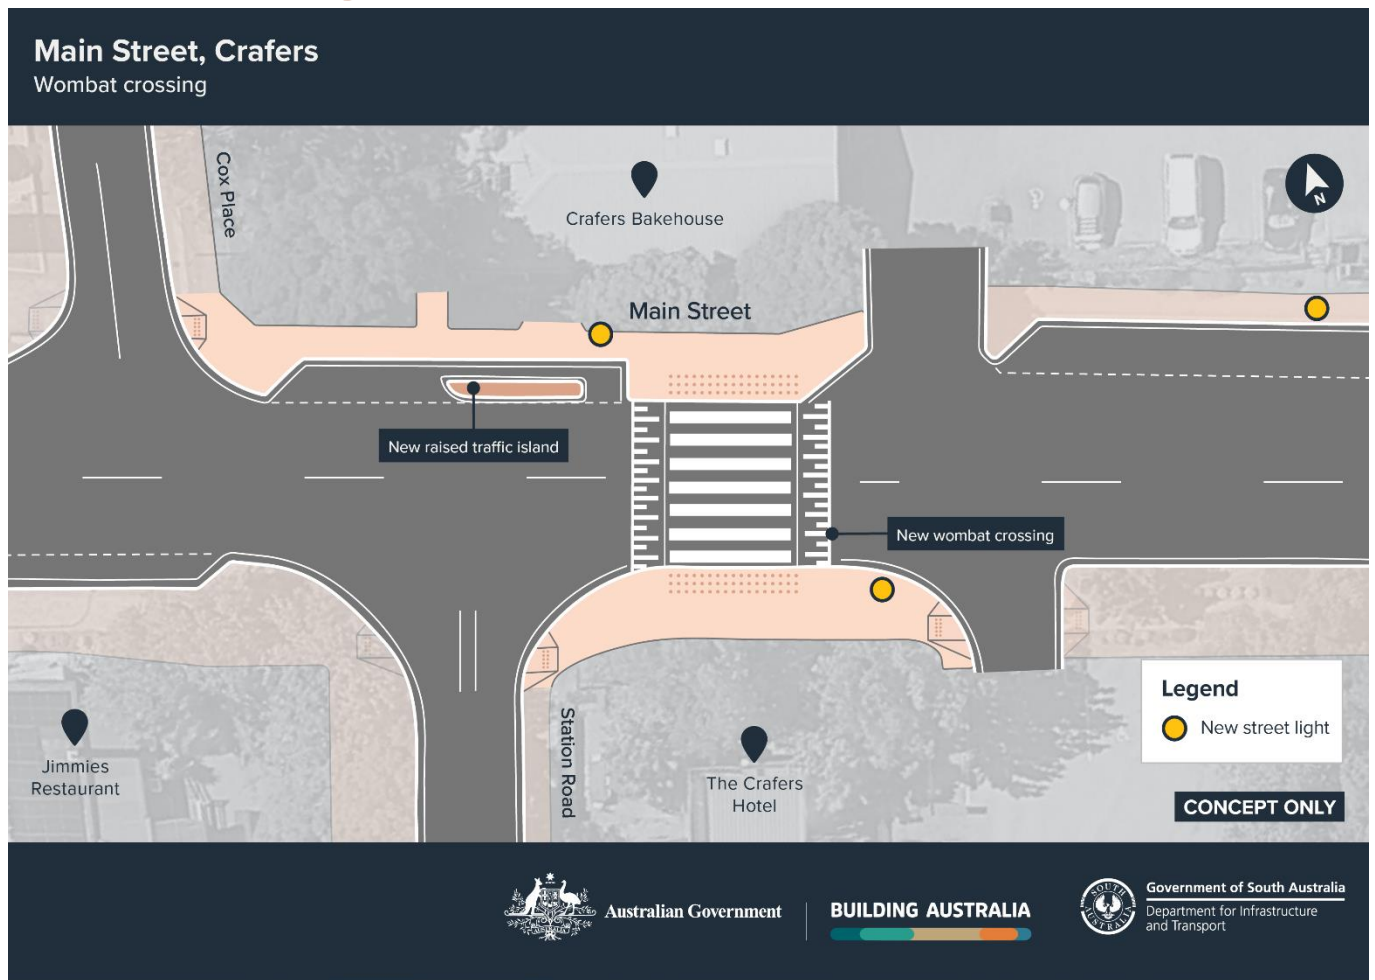 Main Street, Crafers
Wombat crossing
Cox Place
Crafers Bakehouse
N
Main Street
New raised traffic island
New wombat crossing
Jimmies
Restaurant
Station Road
The Crafers
Hotel
Legend
New street light
CONCEPT ONLY
Australian Government
BUILDING AUSTRALIA
SOUTH AUSTRALIA
Government of South Australia
Department for Infrastructure
and Transport